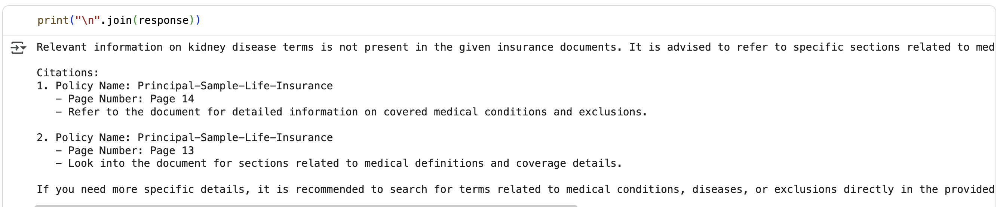 print("\n".join(response))
Relevant information on kidney disease terms is not present in the given insurance documents. It is advised to refer to specific sections related to med
Citations:
1. Policy Name: Principal-Sample-Life-Insurance
- Page Number: Page 14
- Refer to the document for detailed information on covered medical conditions and exclusions.
2. Policy Name: Principal-Sample-Life-Insurance
- Page Number: Page 13
- Look into the document for sections related to medical definitions and coverage details.
If you need more specific details, it is recommended to search for terms related to medical conditions, diseases, or exclusions directly in the provided